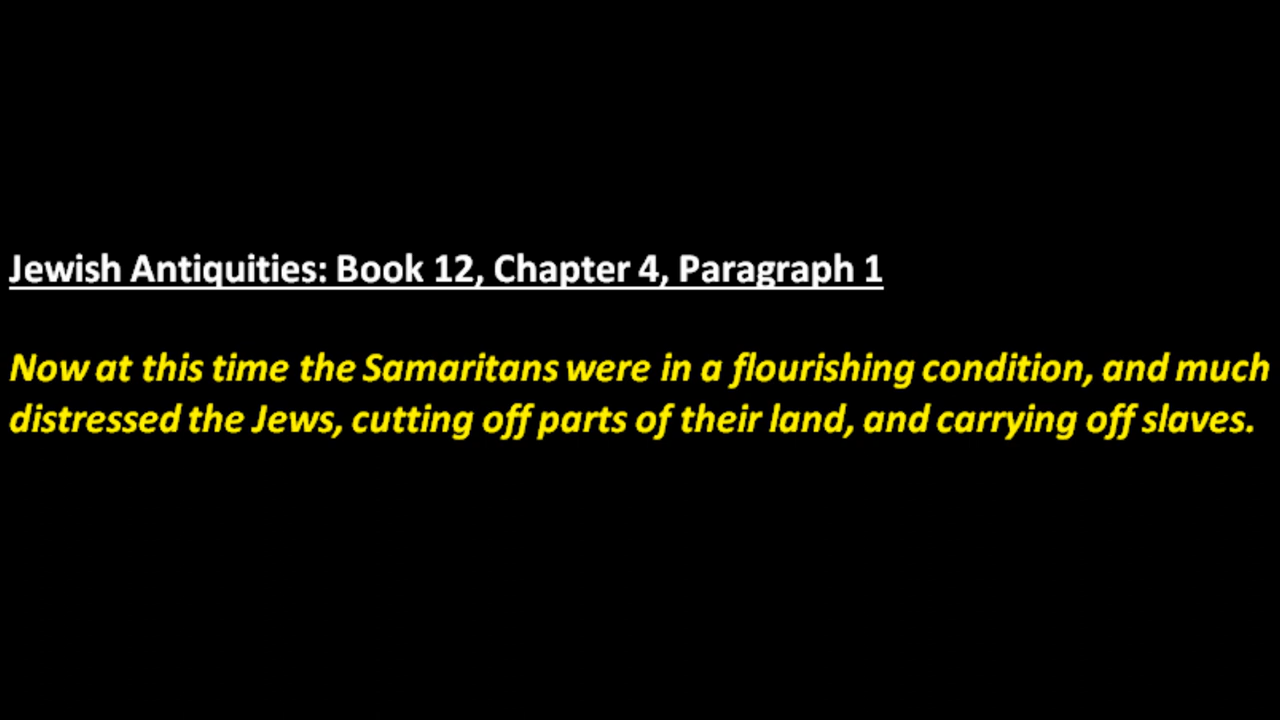 Jewish Antiquities: Book 12, Chapter 4, Paragraph 1
Now at this time the Samaritans were in a flourishing condition, and much
distressed the Jews, cutting off parts of their land, and carrying off slaves.